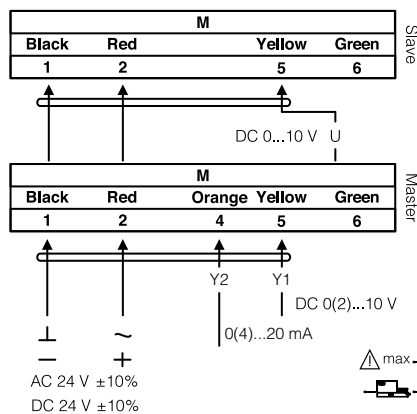 M
Black Red Yellow Green
1 2 5 6
Slave
DC 0...10 V U
M
Black Red Orange Yellow Green
1 2 4 5 6
Master
Y2 Y1
DC 0(2)...10 V
0(4)...20 mA
⊥ ~
− +
AC 24 V ±10%
DC 24 V ±10%
max.